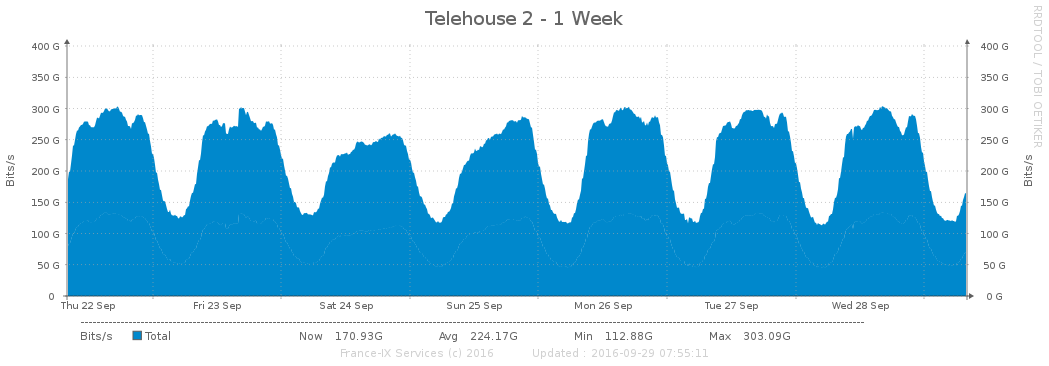 Telehouse 2 - 1 Week
RRDTOOL / TOBI OETIKER
Bits/s
Bits/s
400 G 400 G
350 G 350 G
300 G 300 G
250 G 250 G
200 G 200 G
150 G 150 G
100 G 100 G
50 G 50 G
0 0 G
Thu 22 Sep Fri 23 Sep Sat 24 Sep Sun 25 Sep Mon 26 Sep Tue 27 Sep Wed 28 Sep
Bits/s Total Now 170.93G Avg 224.17G Min 112.88G Max 303.09G
France-IX Services (c) 2016 Updated : 2016-09-29 07:55:11